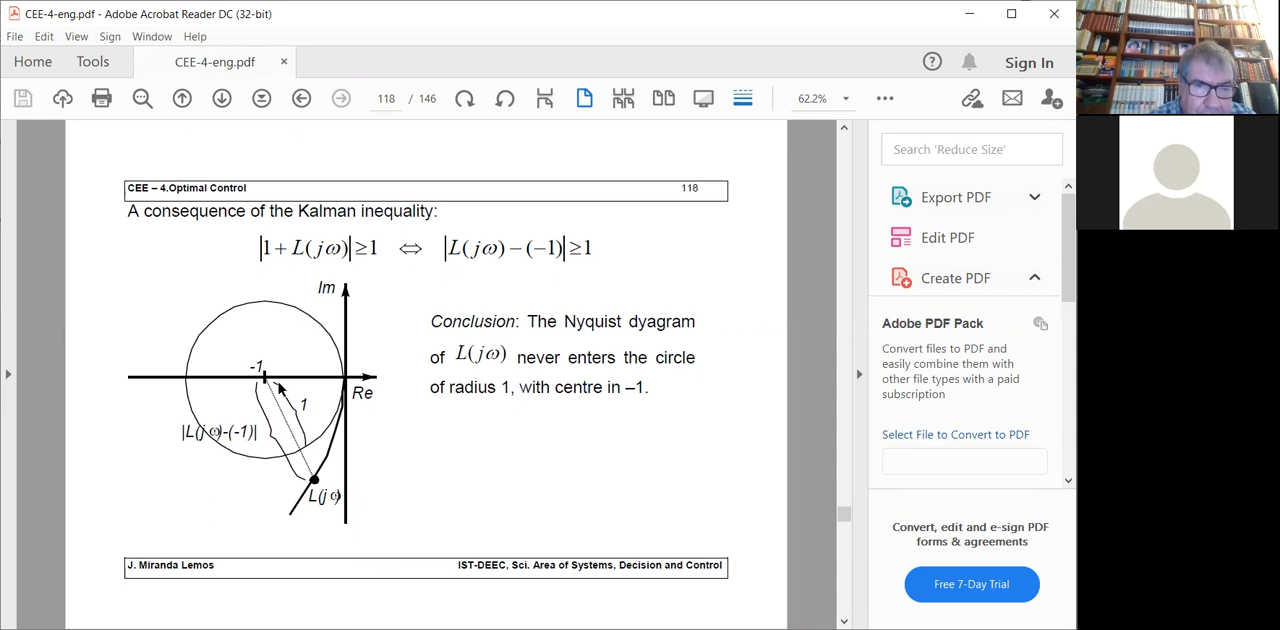 CEE-4-eng.pdf - Adobe Acrobat Reader DC (32-bit)
File Edit View Sign Window Help
Home Tools CEE-4-eng.pdf × Sign In
118 / 146 62.2%
CEE – 4.Optimal Control 118
A consequence of the Kalman inequality:
|1 + L(jω)| ≥ 1 ⇔ |L(jω) − (−1)| ≥ 1
Im
-1
Re
1
|L(jω)-(-1)|
L(jω)
Conclusion: The Nyquist dyagram
of L(jω) never enters the circle
of radius 1, with centre in –1.
J. Miranda Lemos IST-DEEC, Sci. Area of Systems, Decision and Control
Search 'Reduce Size'
Export PDF
Edit PDF
Create PDF
Adobe PDF Pack
Convert files to PDF and
easily combine them with
other file types with a paid
subscription
Select File to Convert to PDF
Convert, edit and e-sign PDF
forms & agreements
Free 7-Day Trial